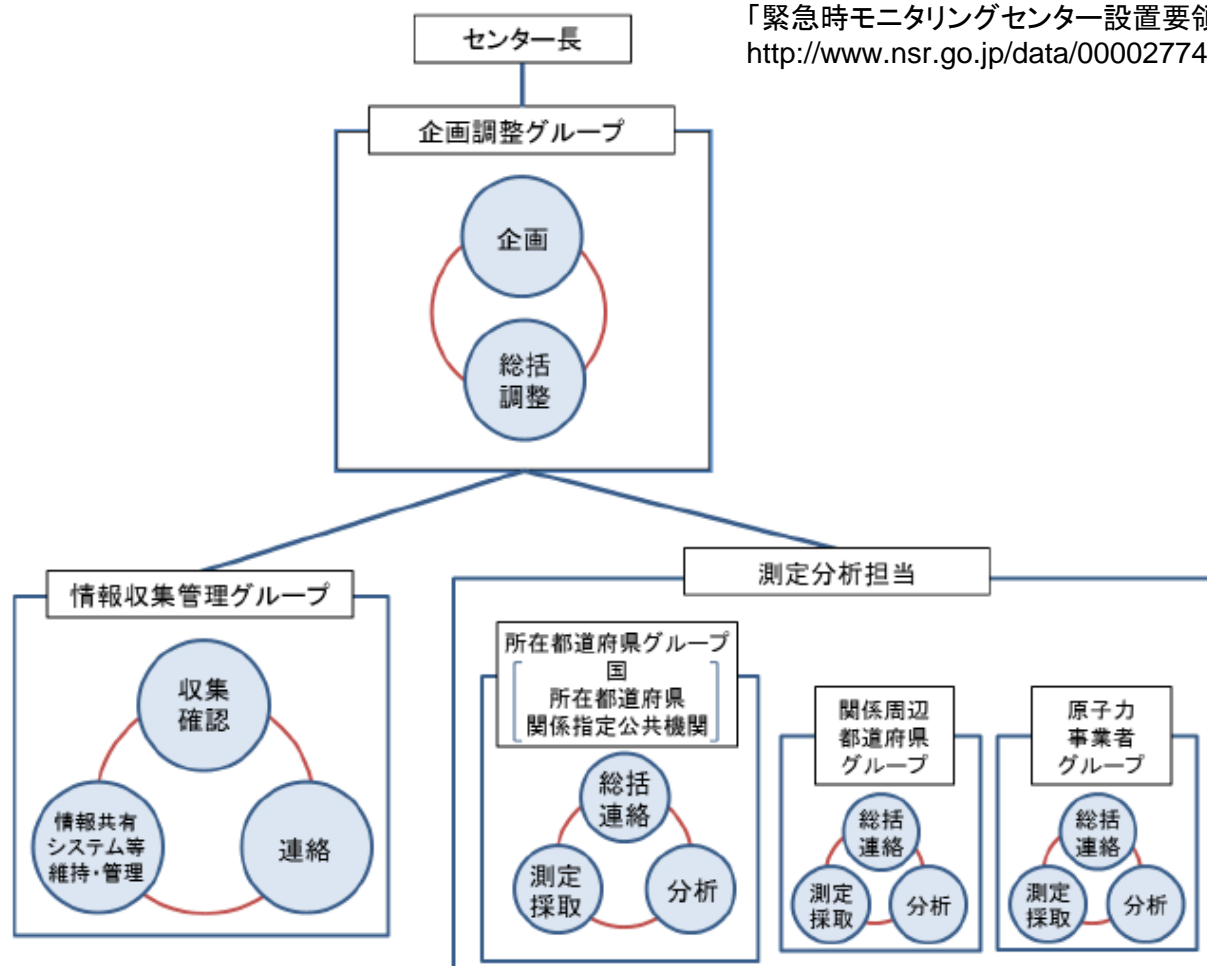 「緊急時モニタリングセンター設置要領
http://www.nsr.go.jp/data/00002774
センター長
企画調整グループ
企画
総括
調整
情報収集管理グループ
収集
確認
情報共有
システム等
維持・管理
連絡
測定分析担当
所在都道府県グループ
国
所在都道府県
関係指定公共機関
総括
連絡
測定
採取
分析
関係周辺
都道府県
グループ
総括
連絡
測定
採取
分析
原子力
事業者
グループ
総括
連絡
測定
採取
分析